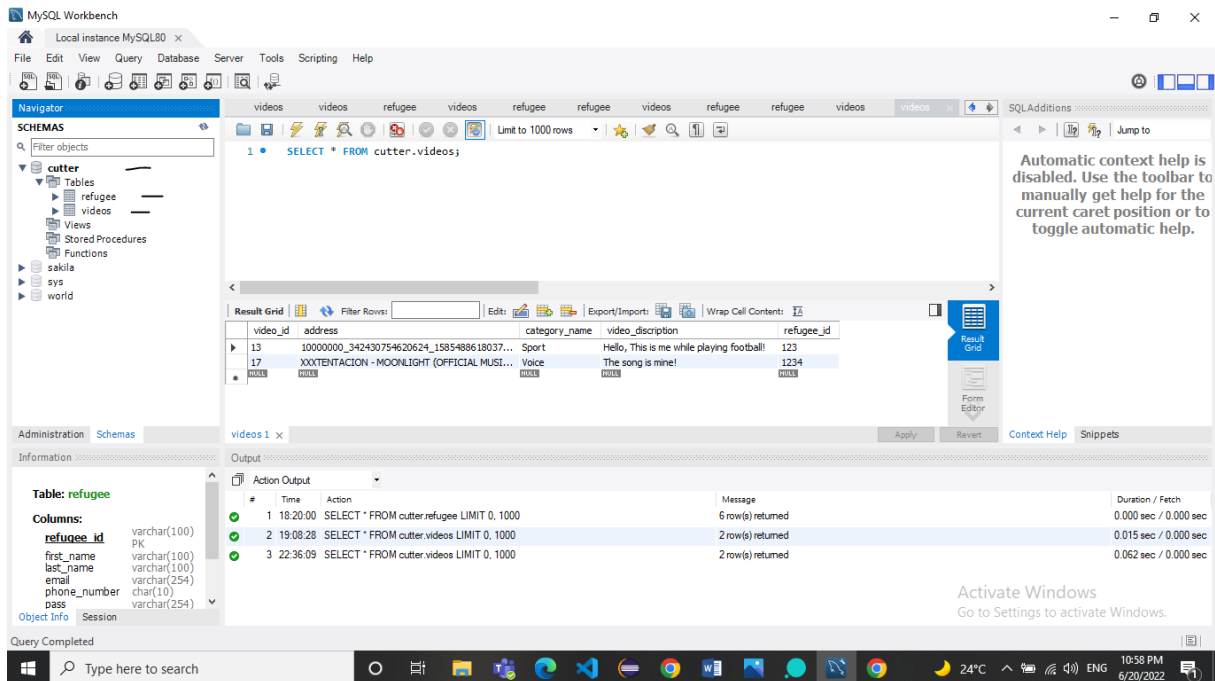 MySQL Workbench
Local instance MySQL80
File Edit View Query Database Server Tools Scripting Help
Navigator
SCHEMAS
Filter objects
cutter
Tables
refugee
videos
Views
Stored Procedures
Functions
sakila
sys
world
Administration Schemas
videos videos refugee videos refugee refugee videos refugee refugee videos videos
Limit to 1000 rows
1 SELECT * FROM cutter.videos;
Result Grid Filter Rows: Edit: Export/Import: Wrap Cell Content:
video_id address category_name video_discription refugee_id
13 10000000_342430754620624_1585488618037... Sport Hello, This is me while playing football! 123
17 XXXTENTACION - MOONLIGHT (OFFICIAL MUSI... Voice The song is mine! 1234
NULL NULL NULL NULL NULL
Result Grid
Form Editor
videos 1 Apply Revert
SQLAdditions
Jump to
Automatic context help is
disabled. Use the toolbar to
manually get help for the
current caret position or to
toggle automatic help.
Context Help Snippets
Information
Table: refugee
Columns:
refugee_id varchar(100) PK
first_name varchar(100)
last_name varchar(100)
email varchar(254)
phone_number char(10)
pass varchar(254)
Object Info Session
Output
Action Output
# Time Action Message Duration / Fetch
1 18:20:00 SELECT * FROM cutter.refugee LIMIT 0, 1000 6 row(s) returned 0.000 sec / 0.000 sec
2 19:08:28 SELECT * FROM cutter.videos LIMIT 0, 1000 2 row(s) returned 0.015 sec / 0.000 sec
3 22:36:09 SELECT * FROM cutter.videos LIMIT 0, 1000 2 row(s) returned 0.062 sec / 0.000 sec
Activate Windows
Go to Settings to activate Windows.
Query Completed
Type here to search
24°C ENG 10:58 PM
6/20/2022